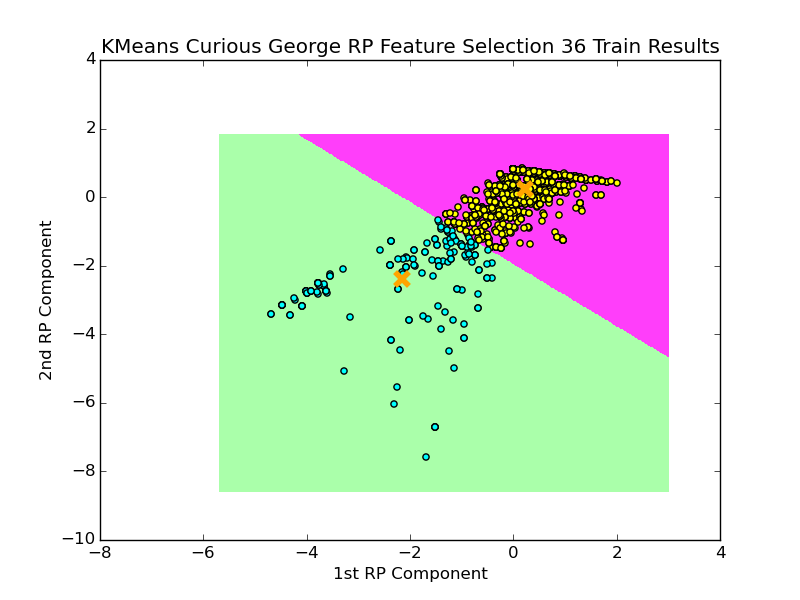 KMeans Curious George RP Feature Selection 36 Train Results
4
2
0
−2
−4
−6
−8
−10
2nd RP Component
−8 −6 −4 −2 0 2 4
1st RP Component